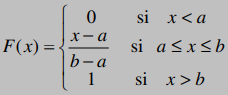 0 si x < a
F(x) = { x − a / b − a si a ≤ x ≤ b
1 si x > b